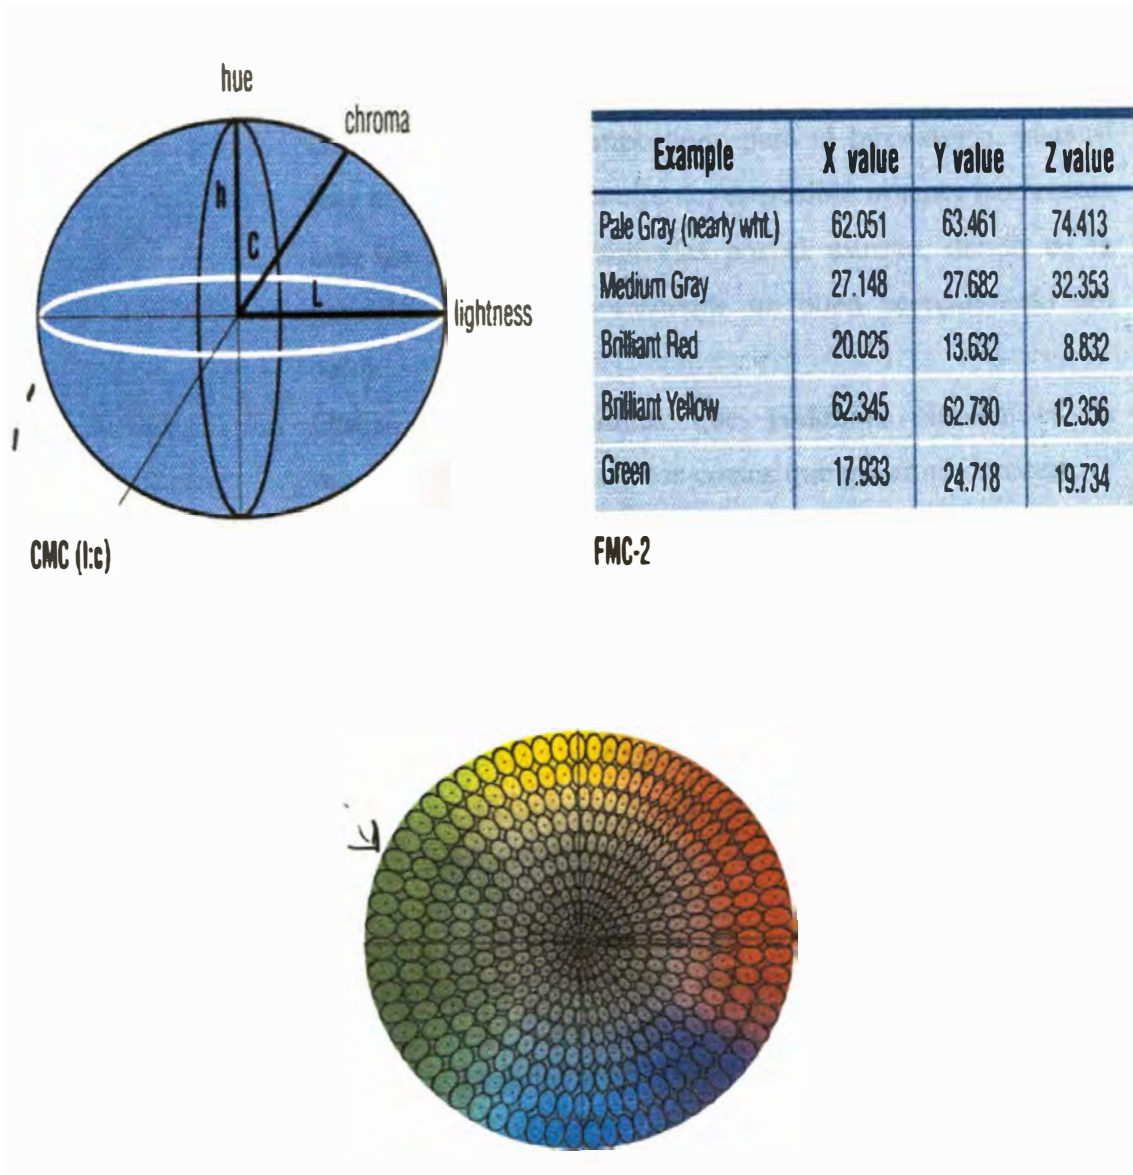 hue
chroma
h
C
L
lightness
CMC (l:c)
Example X value Y value Z value
Pale Gray (nearly wht.) 62.051 63.461 74.413
Medium Gray 27.148 27.682 32.353
Brilliant Red 20.025 13.632 8.832
Brilliant Yellow 62.345 62.730 12.356
Green 17.933 24.718 19.734
FMC-2